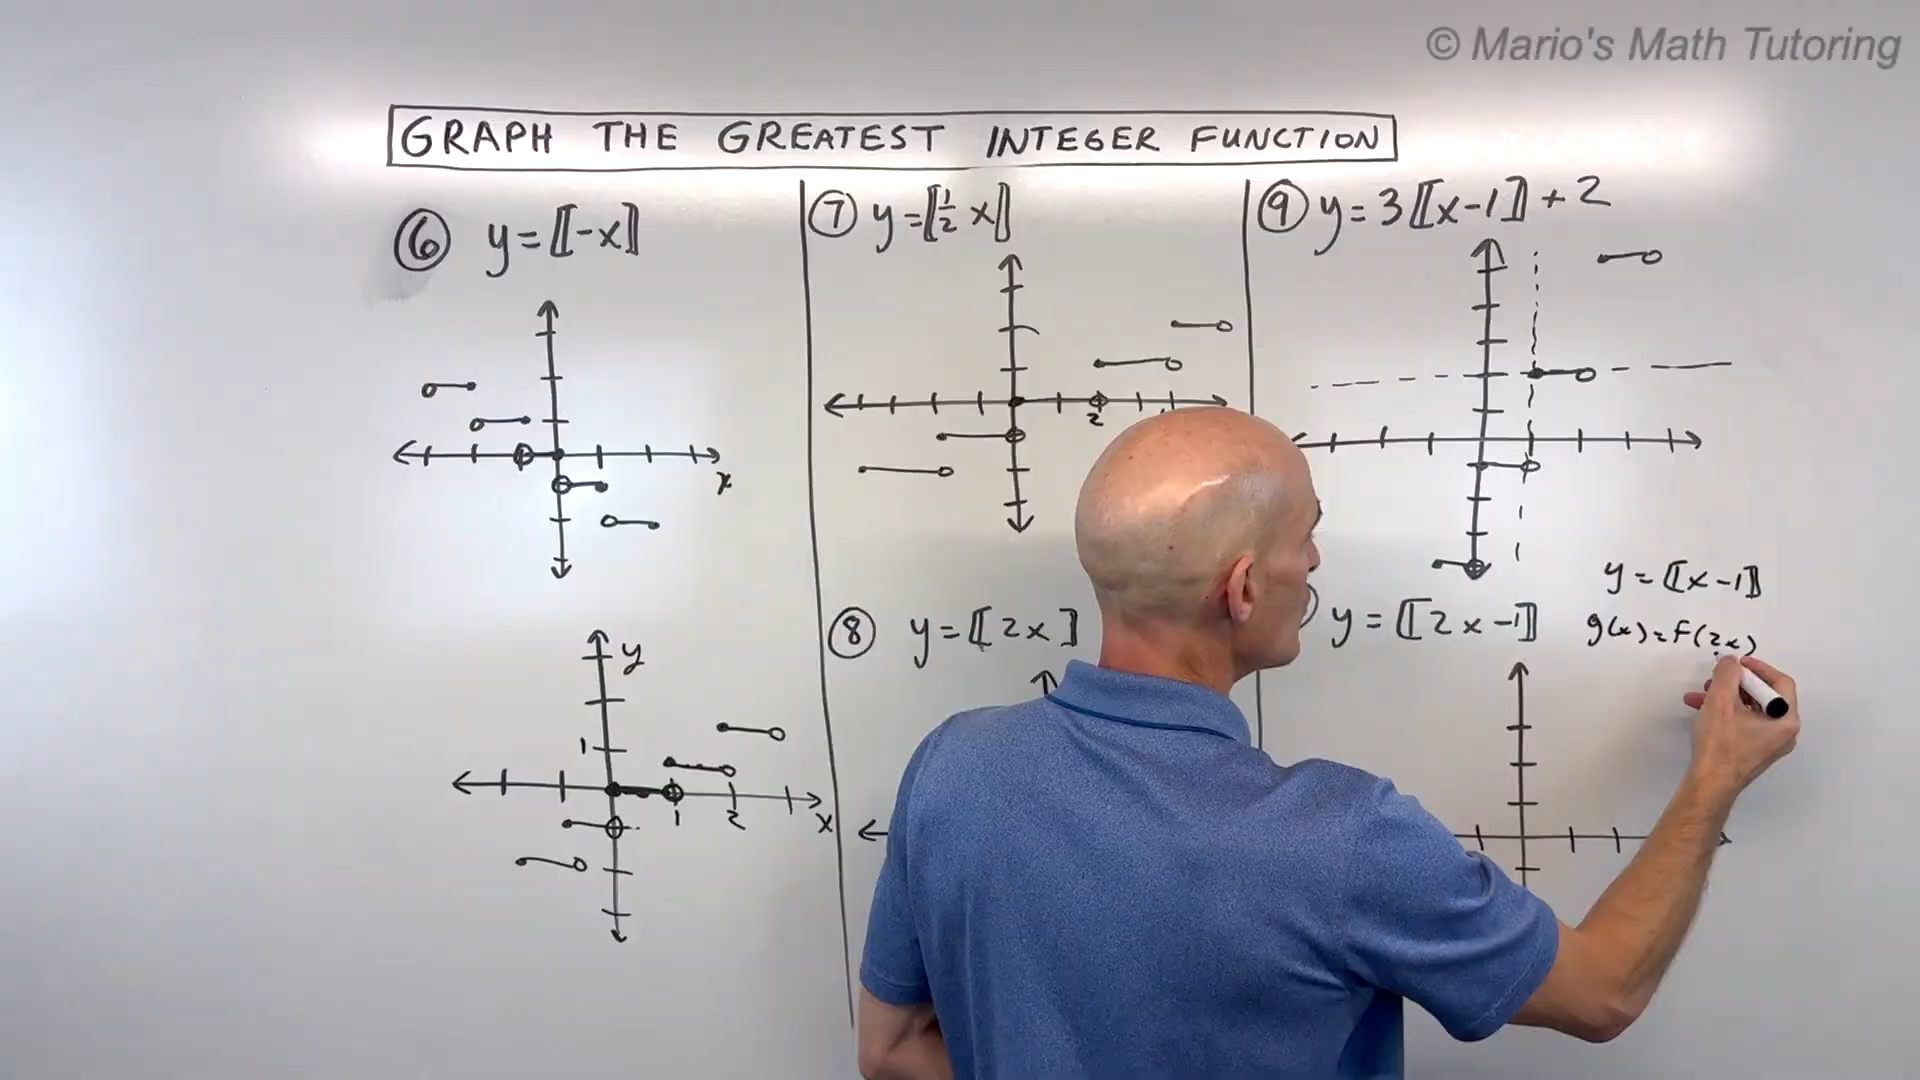 © Mario's Math Tutoring
GRAPH THE GREATEST INTEGER FUNCTION
⑥ y=⟦-x⟧
x
y
1
1
2
x
⑦ y=⟦1/2 x⟧
2
⑧ y=⟦2x⟧
⑨ y=3⟦x-1⟧+2
y=⟦2x-1⟧
y=⟦x-1⟧
g(x)=f(2x)